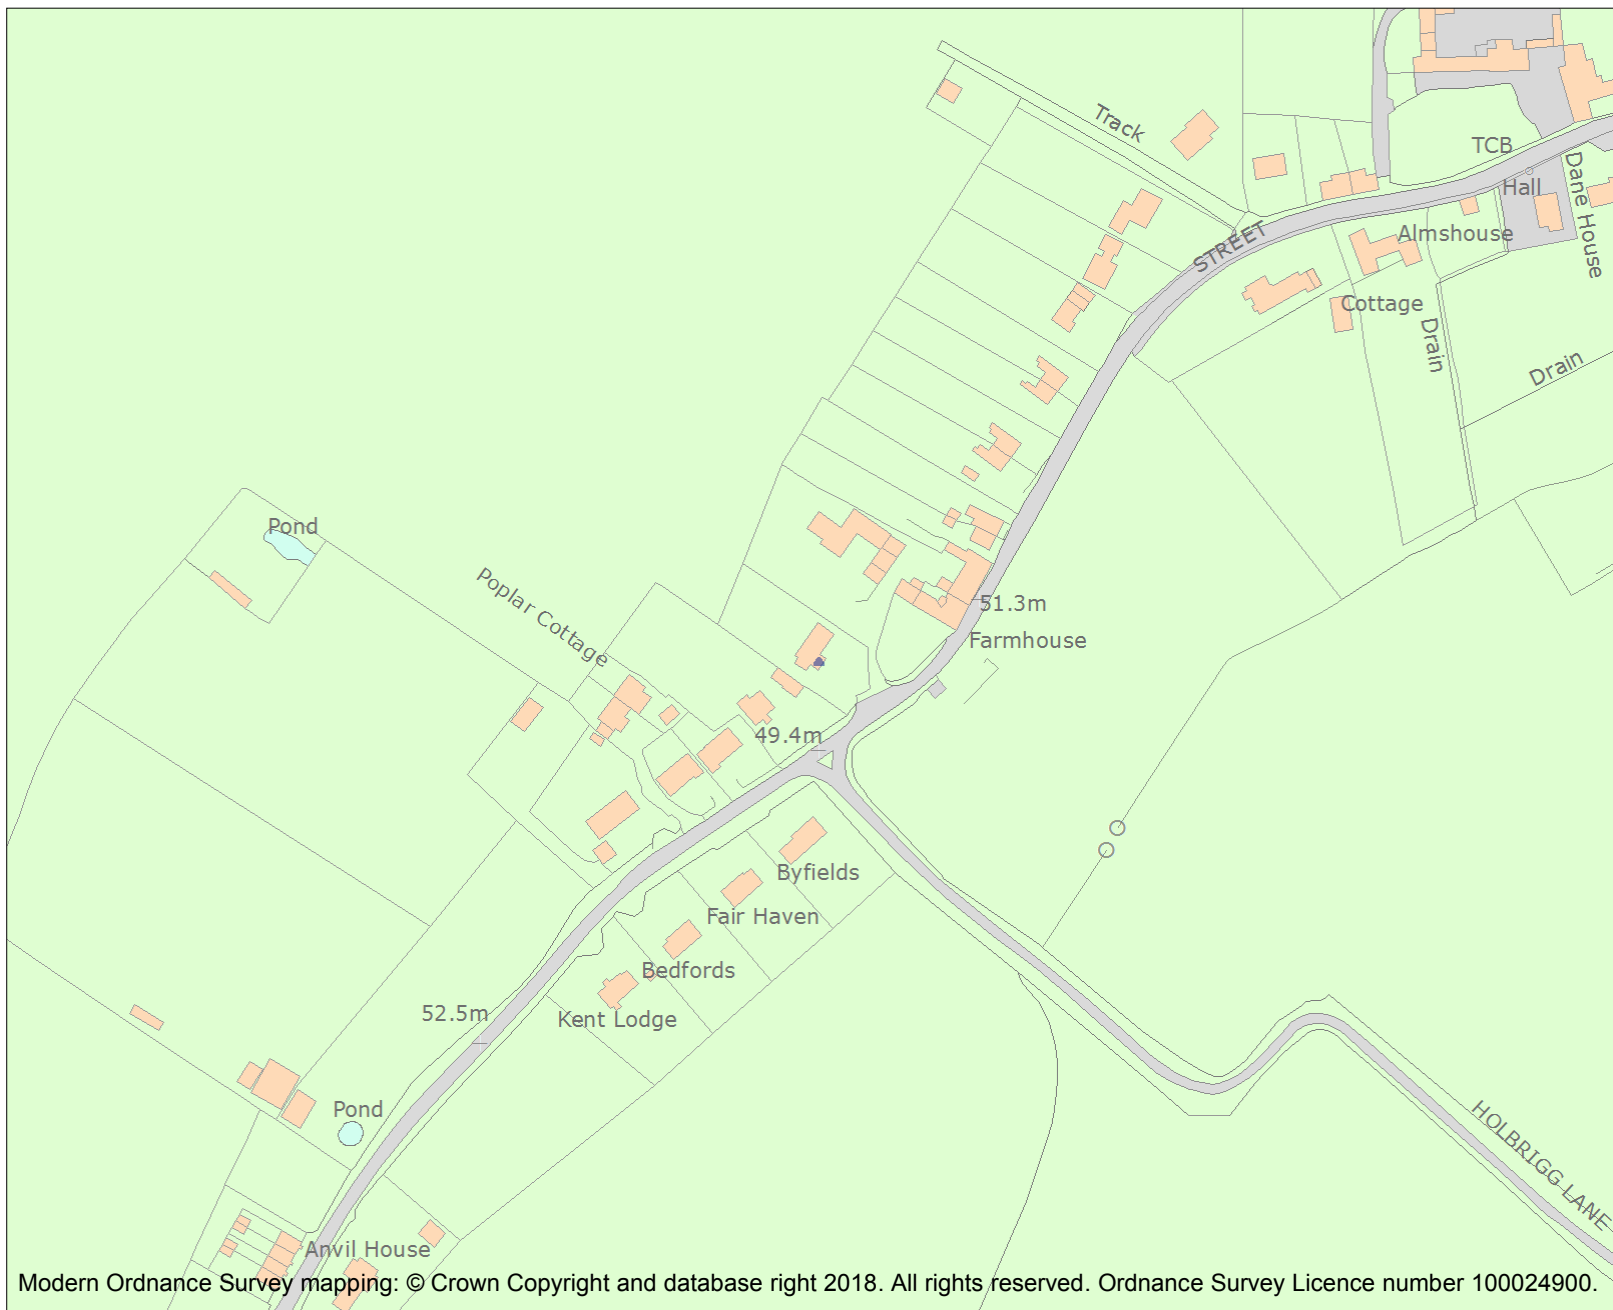 Track
TCB
Hall
Dane House
STREET
Almshouse
Cottage
Drain
Drain
Pond
Poplar Cottage
51.3m
Farmhouse
49.4m
Byfields
Fair Haven
Bedfords
52.5m
Kent Lodge
Pond
HOLBRIGG LANE
Anvil House
Modern Ordnance Survey mapping: © Crown Copyright and database right 2018. All rights reserved. Ordnance Survey Licence number 100024900.